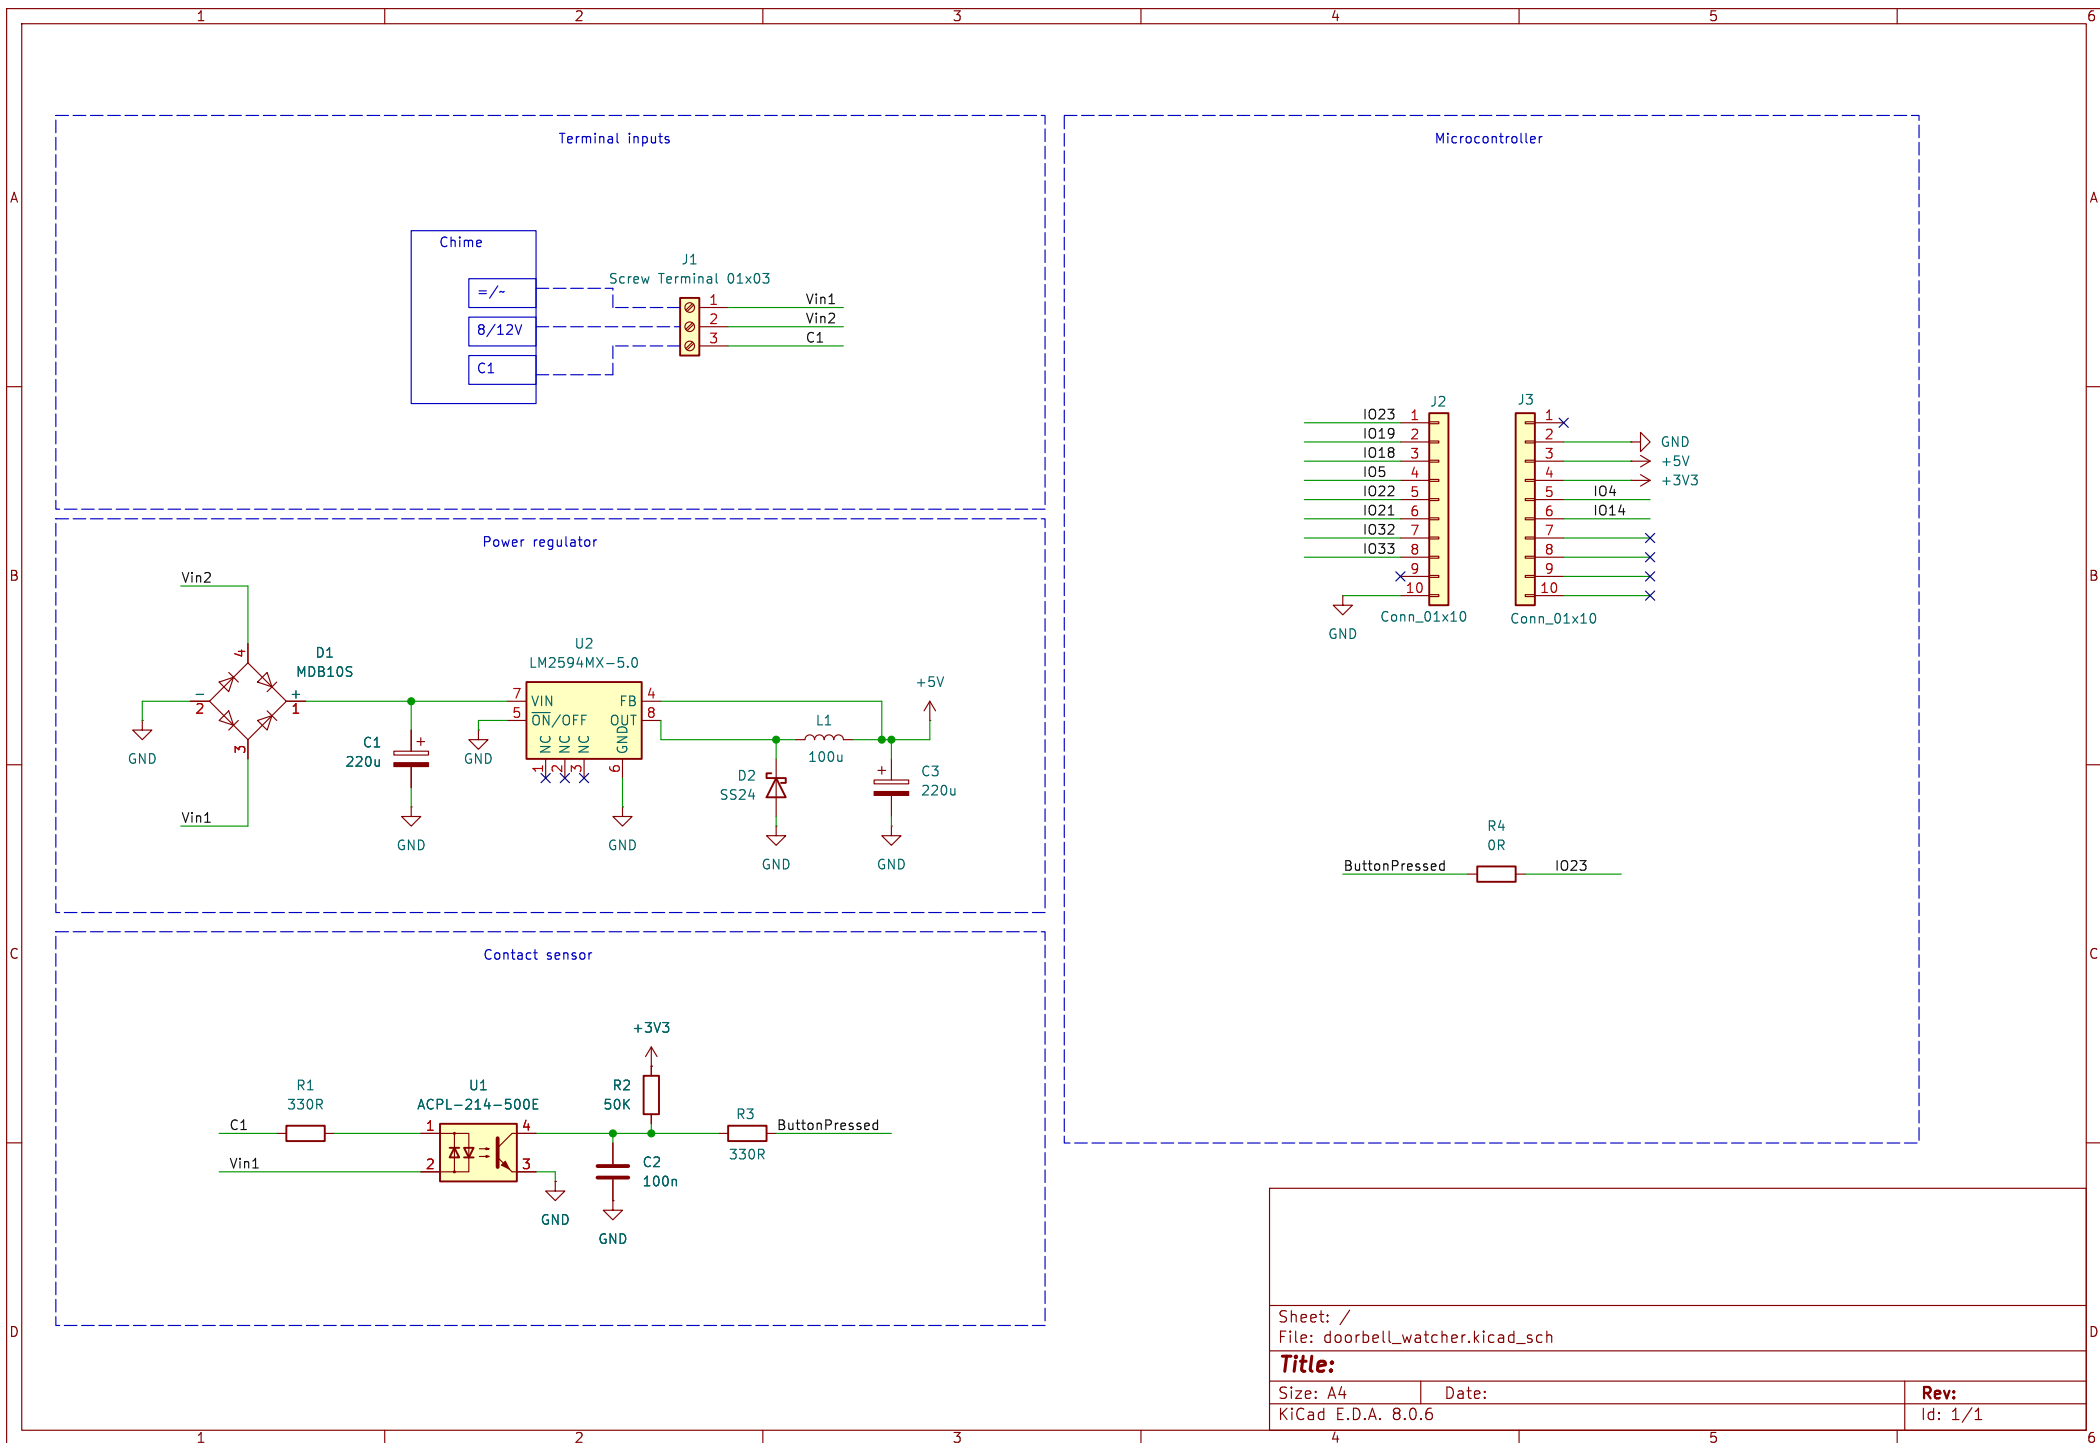 1 2 3 4 5 6
A A
B B
C C
D D
Terminal inputs
Chime
=/~
8/12V
C1
J1
Screw Terminal 01x03
1 Vin1
2 Vin2
3 C1
Power regulator
Vin2
4
D1
MDB10S
- +
2 1
3
Vin1
GND
C1
220u
+
GND
U2
LM2594MX-5.0
7 VIN FB 4
5 ON/OFF OUT 8
NC NC NC GND
1 2 3 6
GND
GND
L1
100u
D2
SS24
GND
+5V
+
C3
220u
GND
Contact sensor
+3V3
R1
330R
U1
ACPL-214-500E
R2
50K
R3
330R
C1
1 4
Vin1
2 3
ButtonPressed
GND
C2
100n
GND
Microcontroller
J2
IO23 1
IO19 2
IO18 3
IO5 4
IO22 5
IO21 6
IO32 7
IO33 8
9
10
GND
Conn_01x10
J3
1
2 GND
3 +5V
4 +3V3
5 IO4
6 IO14
7
8
9
10
Conn_01x10
R4
0R
ButtonPressed IO23
Sheet: /
File: doorbell_watcher.kicad_sch
Title:
Size: A4 Date: Rev:
KiCad E.D.A. 8.0.6 Id: 1/1
1 2 3 4 5 6